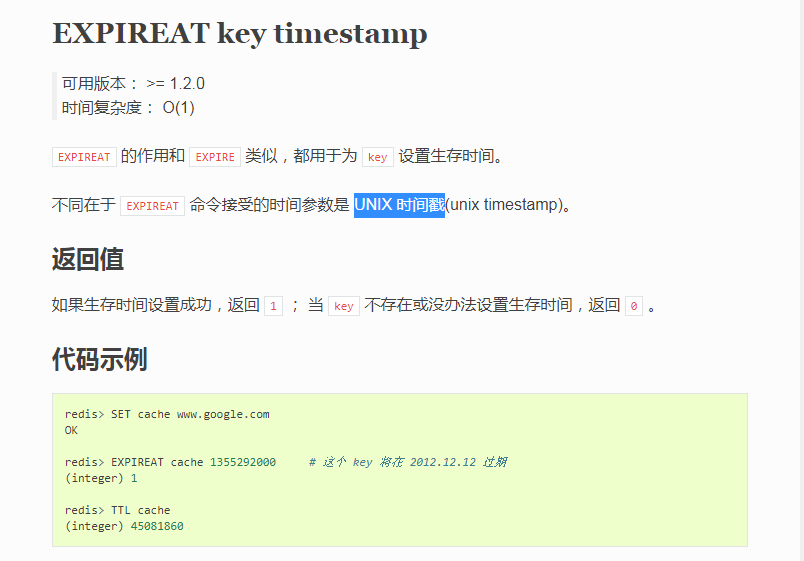 EXPIREAT key timestamp
可用版本： >= 1.2.0
时间复杂度： O(1)
EXPIREAT 的作用和 EXPIRE 类似，都用于为 key 设置生存时间。
不同在于 EXPIREAT 命令接受的时间参数是 UNIX 时间戳(unix timestamp)。
返回值
如果生存时间设置成功，返回 1 ； 当 key 不存在或没办法设置生存时间，返回 0 。
代码示例
redis> SET cache www.google.com
OK
redis> EXPIREAT cache 1355292000     # 这个 key 将在 2012.12.12 过期
(integer) 1
redis> TTL cache
(integer) 45081860